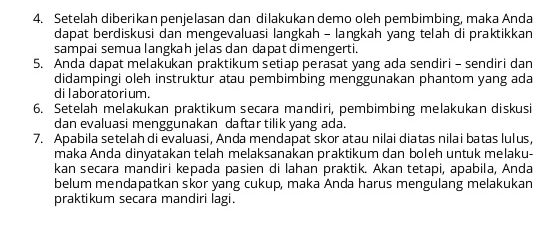 4. Setelah diberikan penjelasan dan dilakukan demo oleh pembimbing, maka Anda
dapat berdiskusi dan mengevaluasi langkah – langkah yang telah di praktikkan
sampai semua langkah jelas dan dapat dimengerti.
5. Anda dapat melakukan praktikum setiap perasat yang ada sendiri – sendiri dan
didampingi oleh instruktur atau pembimbing menggunakan phantom yang ada
di laboratorium.
6. Setelah melakukan praktikum secara mandiri, pembimbing melakukan diskusi
dan evaluasi menggunakan daftar tilik yang ada.
7. Apabila setelah di evaluasi, Anda mendapat skor atau nilai diatas nilai batas lulus,
maka Anda dinyatakan telah melaksanakan praktikum dan boleh untuk melaku-
kan secara mandiri kepada pasien di lahan praktik. Akan tetapi, apabila, Anda
belum mendapatkan skor yang cukup, maka Anda harus mengulang melakukan
praktikum secara mandiri lagi.